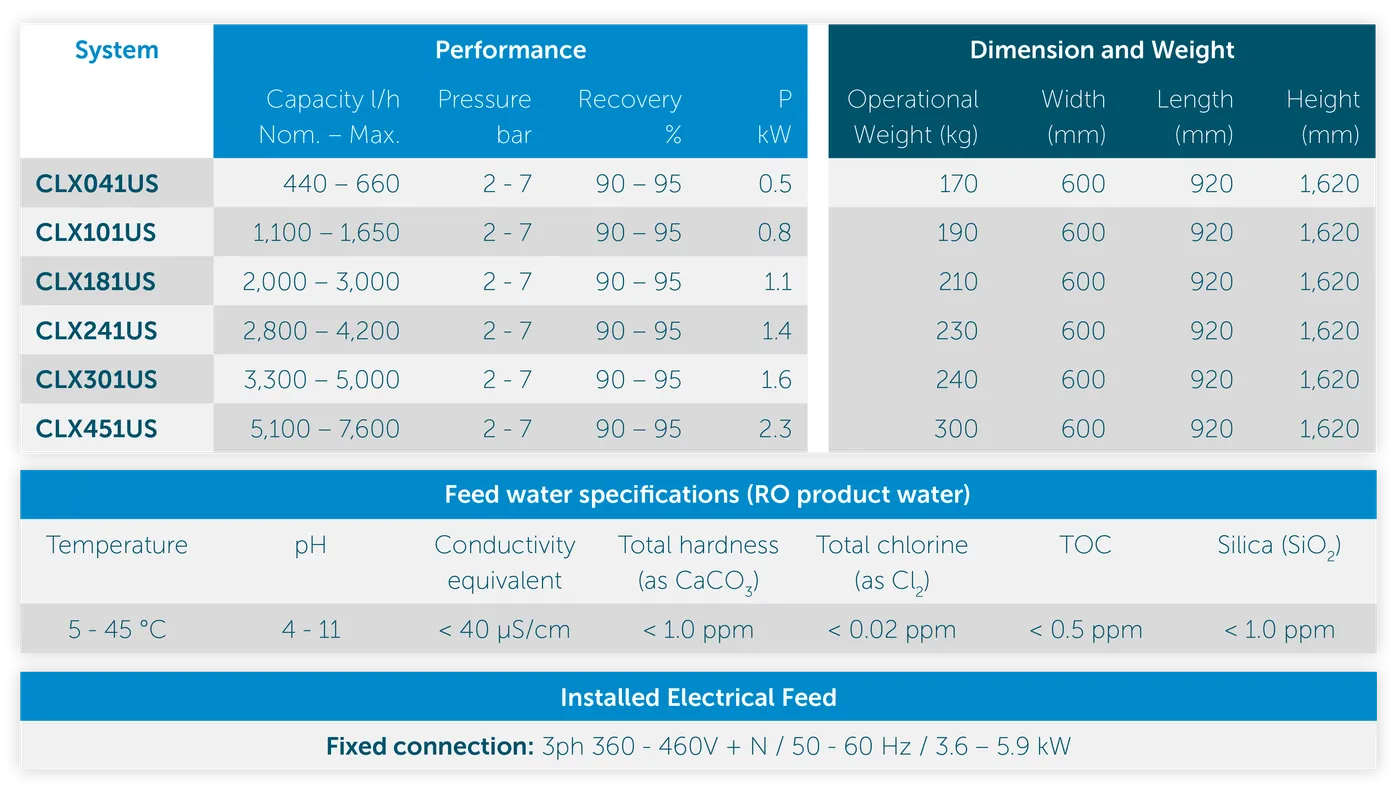 System Performance Dimension and Weight
Capacity l/h Pressure Recovery P Operational Width Length Height
Nom. – Max. bar % kW Weight (kg) (mm) (mm) (mm)
CLX041US 440 – 660 2 - 7 90 – 95 0.5 170 600 920 1,620
CLX101US 1,100 – 1,650 2 - 7 90 – 95 0.8 190 600 920 1,620
CLX181US 2,000 – 3,000 2 - 7 90 – 95 1.1 210 600 920 1,620
CLX241US 2,800 – 4,200 2 - 7 90 – 95 1.4 230 600 920 1,620
CLX301US 3,300 – 5,000 2 - 7 90 – 95 1.6 240 600 920 1,620
CLX451US 5,100 – 7,600 2 - 7 90 – 95 2.3 300 600 920 1,620
Feed water specifications (RO product water)
Temperature pH Conductivity Total hardness Total chlorine TOC Silica (SiO₂)
equivalent (as CaCO₃) (as Cl₂)
5 - 45 °C 4 - 11 < 40 µS/cm < 1.0 ppm < 0.02 ppm < 0.5 ppm < 1.0 ppm
Installed Electrical Feed
Fixed connection: 3ph 360 - 460V + N / 50 - 60 Hz / 3.6 – 5.9 kW